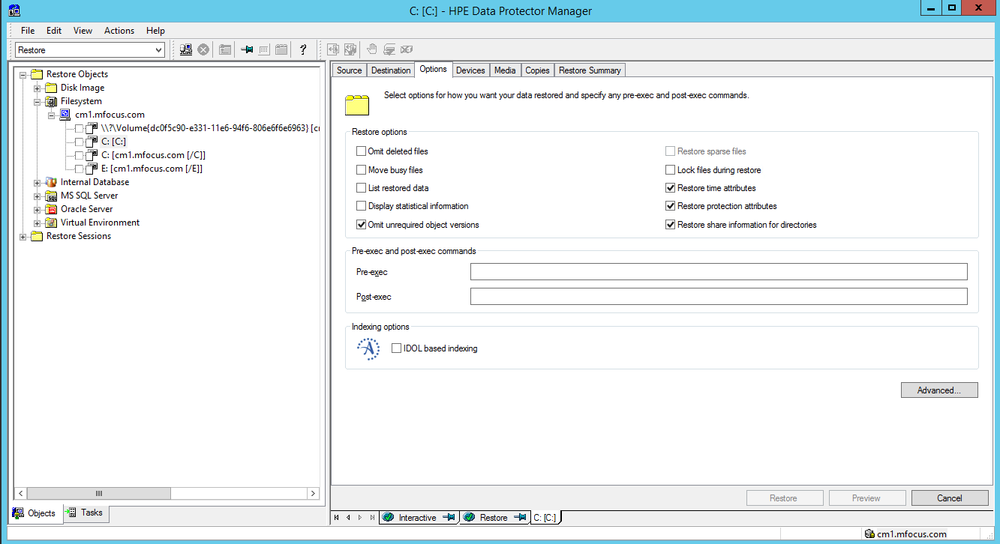 C: [C:] - HPE Data Protector Manager
File Edit View Actions Help
Restore
?
Restore Objects
Disk Image
Filesystem
cm1.mfocus.com
\\?\Volume{dc0f5c90-e331-11e6-94f6-806e6f6e6963} [cr
C: [C:]
C: [cm1.mfocus.com [/C]]
E: [cm1.mfocus.com [/E]]
Internal Database
MS SQL Server
Oracle Server
Virtual Environment
Restore Sessions
Objects Tasks
Source Destination Options Devices Media Copies Restore Summary
Select options for how you want your data restored and specify any pre-exec and post-exec commands.
Restore options
Omit deleted files Restore sparse files
Move busy files Lock files during restore
List restored data Restore time attributes
Display statistical information Restore protection attributes
Omit unrequired object versions Restore share information for directories
Pre-exec and post-exec commands
Pre-exec
Post-exec
Indexing options
IDOL based indexing
Advanced...
Restore Preview Cancel
Interactive Restore C: [C:]
cm1.mfocus.com